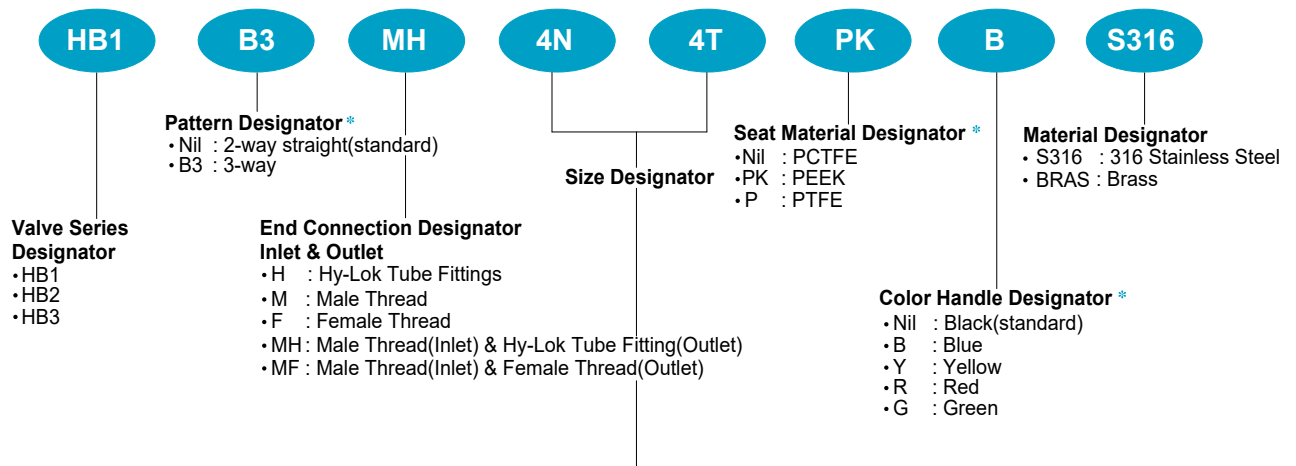 HB1 B3 MH 4N 4T PK B S316
Pattern Designator *
• Nil : 2-way straight(standard)
• B3 : 3-way
Size Designator
Seat Material Designator *
•Nil : PCTFE
•PK : PEEK
•P : PTFE
Material Designator
• S316 : 316 Stainless Steel
• BRAS : Brass
Valve Series
Designator
•HB1
•HB2
•HB3
End Connection Designator
Inlet & Outlet
• H : Hy-Lok Tube Fittings
• M : Male Thread
• F : Female Thread
• MH : Male Thread(Inlet) & Hy-Lok Tube Fitting(Outlet)
• MF : Male Thread(Inlet) & Female Thread(Outlet)
Color Handle Designator *
• Nil : Black(standard)
• B : Blue
• Y : Yellow
• R : Red
• G : Green